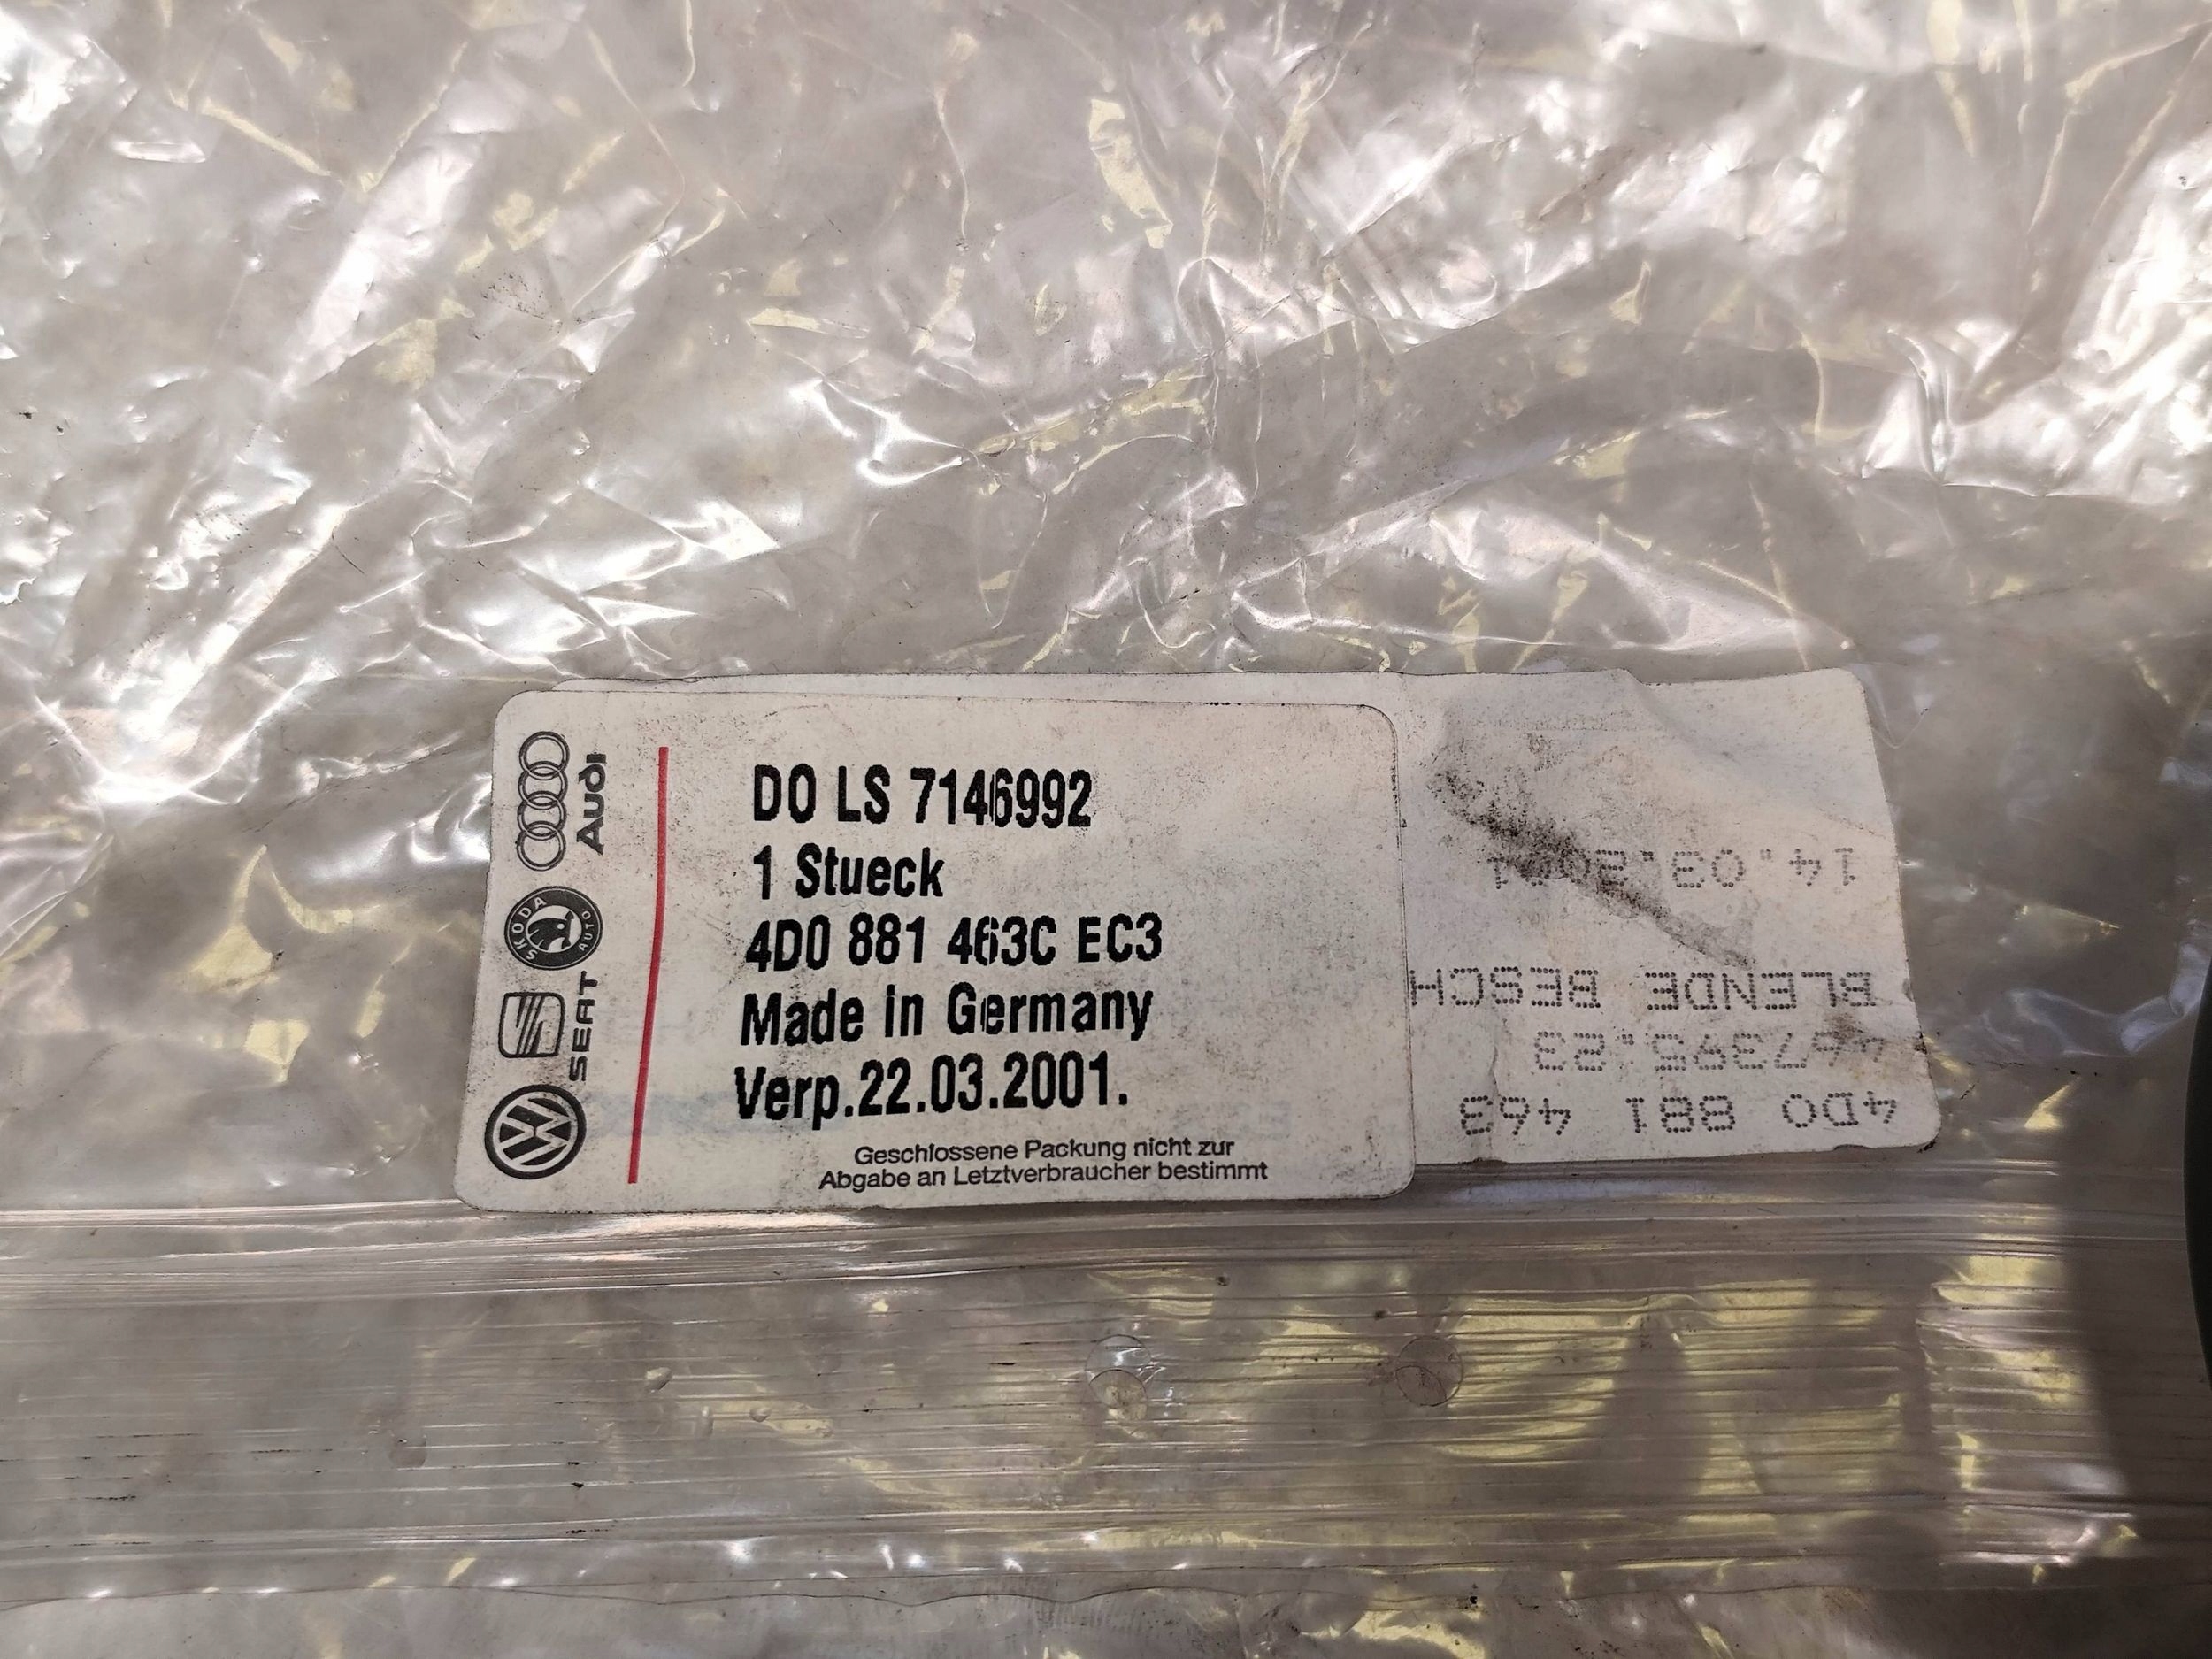 Audi
SKODA
AUTO
SEAT
DO LS 7146992
1 Stueck
4D0 881 463C EC3
Made in Germany
Verp.22.03.2001.
Geschlossene Packung nicht zur
Abgabe an Letztverbraucher bestimmt
4D0 881 463
467395.23
BLENDE BESCH
14.03.2001